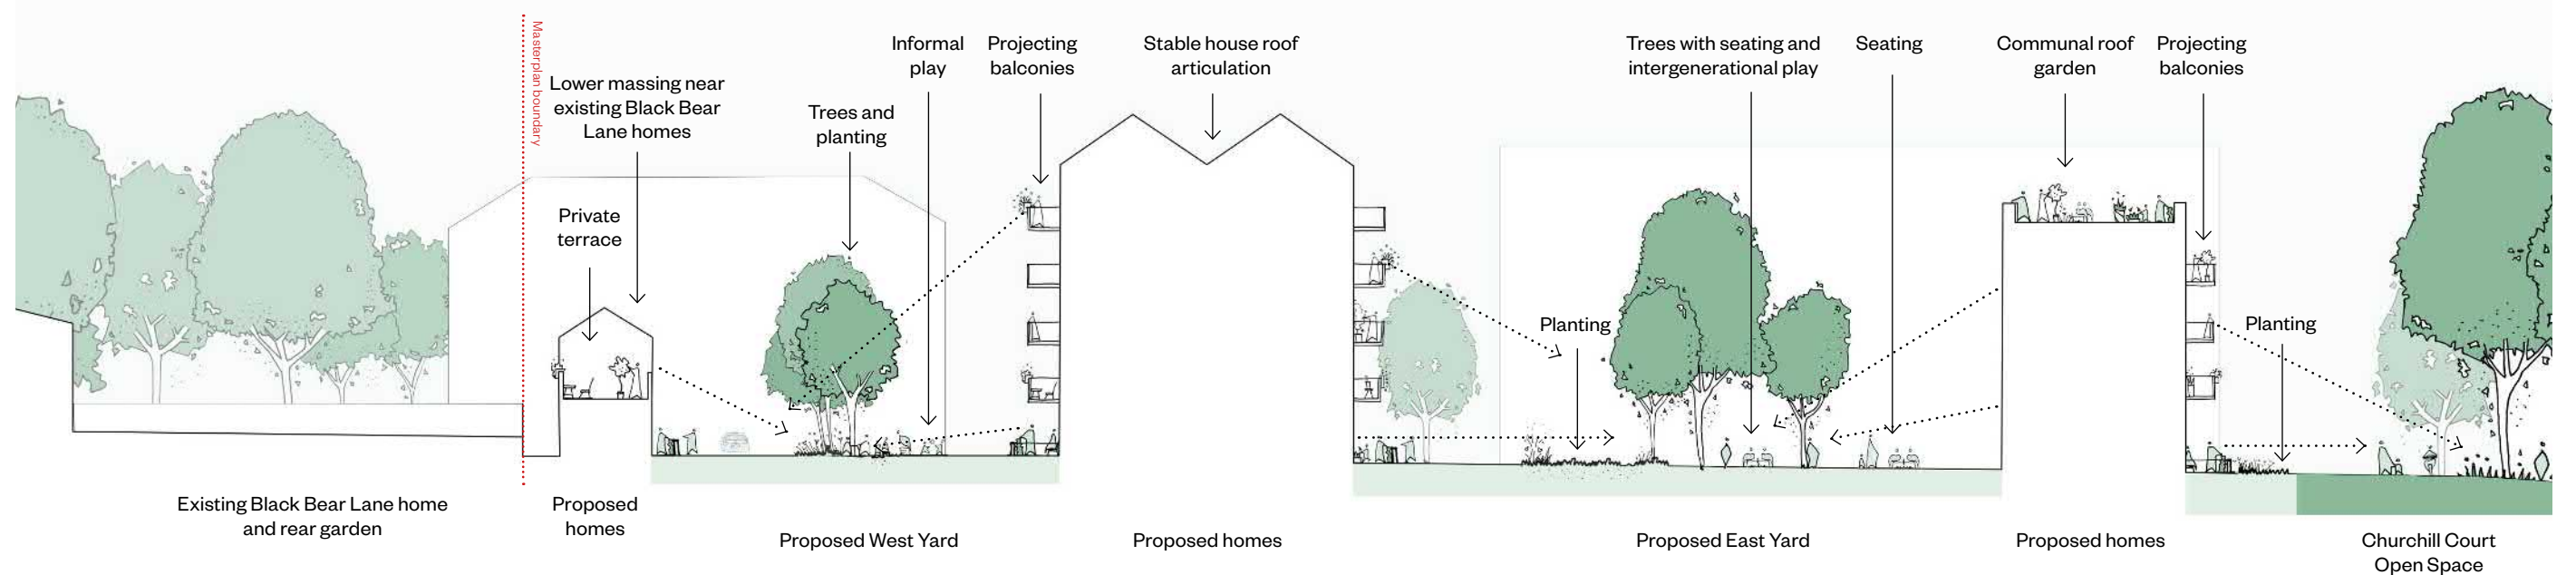 Masterplan boundary
Lower massing near
existing Black Bear
Lane homes
Private
terrace
Trees and
planting
Informal
play
Projecting
balconies
Stable house roof
articulation
Trees with seating and
intergenerational play
Seating
Communal roof
garden
Projecting
balconies
Planting
Planting
Existing Black Bear Lane home
and rear garden
Proposed
homes
Proposed West Yard
Proposed homes
Proposed East Yard
Proposed homes
Churchill Court
Open Space